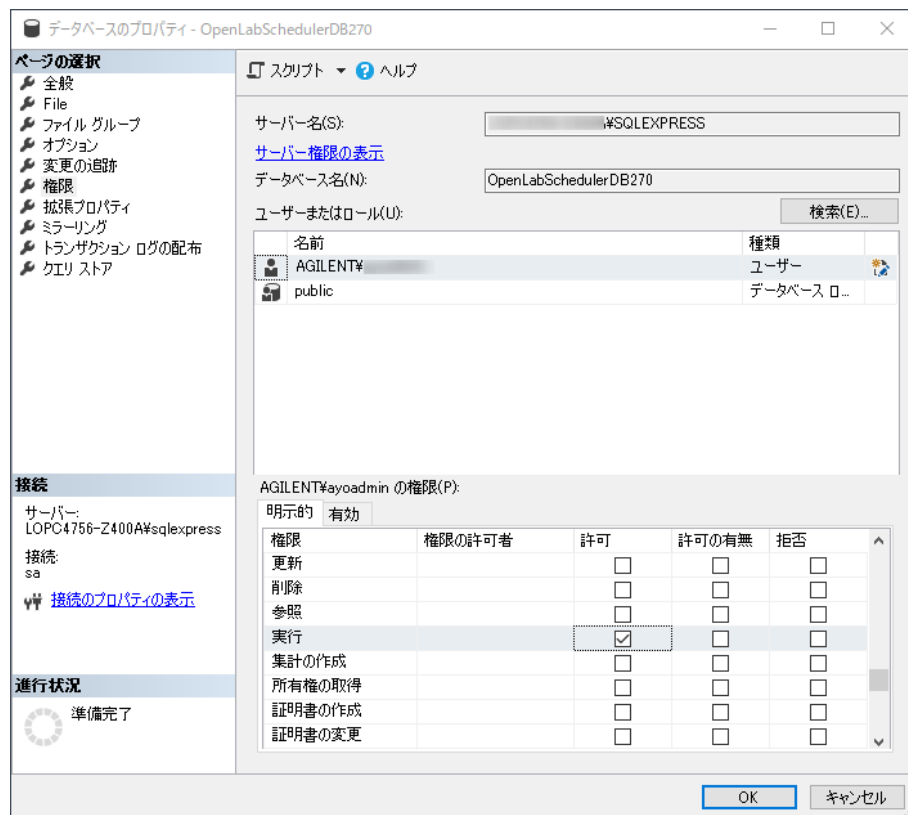 データベースのプロパティ - OpenLabSchedulerDB270
ページの選択
全般
File
ファイル グループ
オプション
変更の追跡
権限
拡張プロパティ
ミラーリング
トランザクション ログの配布
クエリ ストア
スクリプト
ヘルプ
サーバー名(S):
¥SQLEXPRESS
サーバー権限の表示
データベース名(N):
OpenLabSchedulerDB270
ユーザーまたはロール(U):
検索(E)...
名前 種類
AGILENT¥ ユーザー
public データベース ロ...
接続
サーバー:
LOPC4756-Z400A¥sqlexpress
接続:
sa
接続のプロパティの表示
進行状況
準備完了
AGILENT¥ayoadmin の権限(P):
明示的 有効
権限 権限の許可者 許可 許可の有無 拒否
更新
削除
参照
実行
集計の作成
所有権の取得
証明書の作成
証明書の変更
OK キャンセル